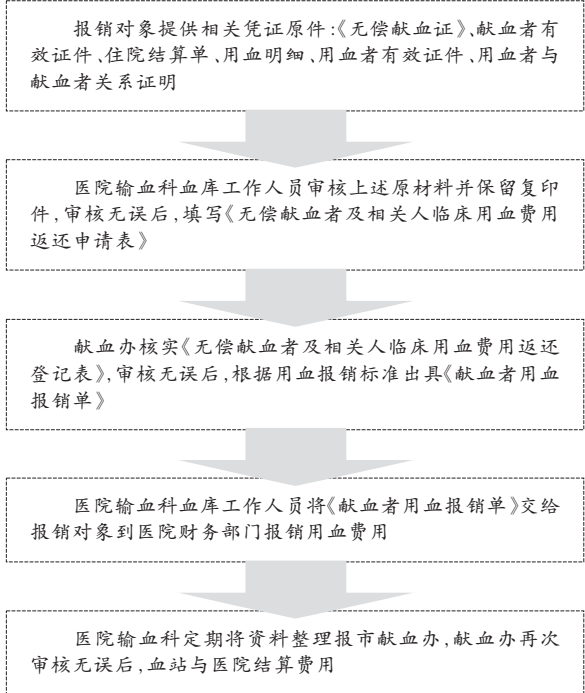 报销对象提供相关凭证原件:《无偿献血证》、献血者有
效证件、住院结算单、用血明细、用血者有效证件、用血者与
献血者关系证明
医院输血科血库工作人员审核上述原材料并保留复印
件,审核无误后,填写《无偿献血者及相关人临床用血费用
返还申请表》
献血办核实《无偿献血者及相关人临床用血费用返还
登记表》,审核无误后,根据用血报销标准出具《献血者用血
报销单》
医院输血科血库工作人员将《献血者用血报销单》交给
报销对象到医院财务部门报销用血费用
医院输血科定期将资料整理报市献血办,献血办再次
审核无误后,血站与医院结算费用